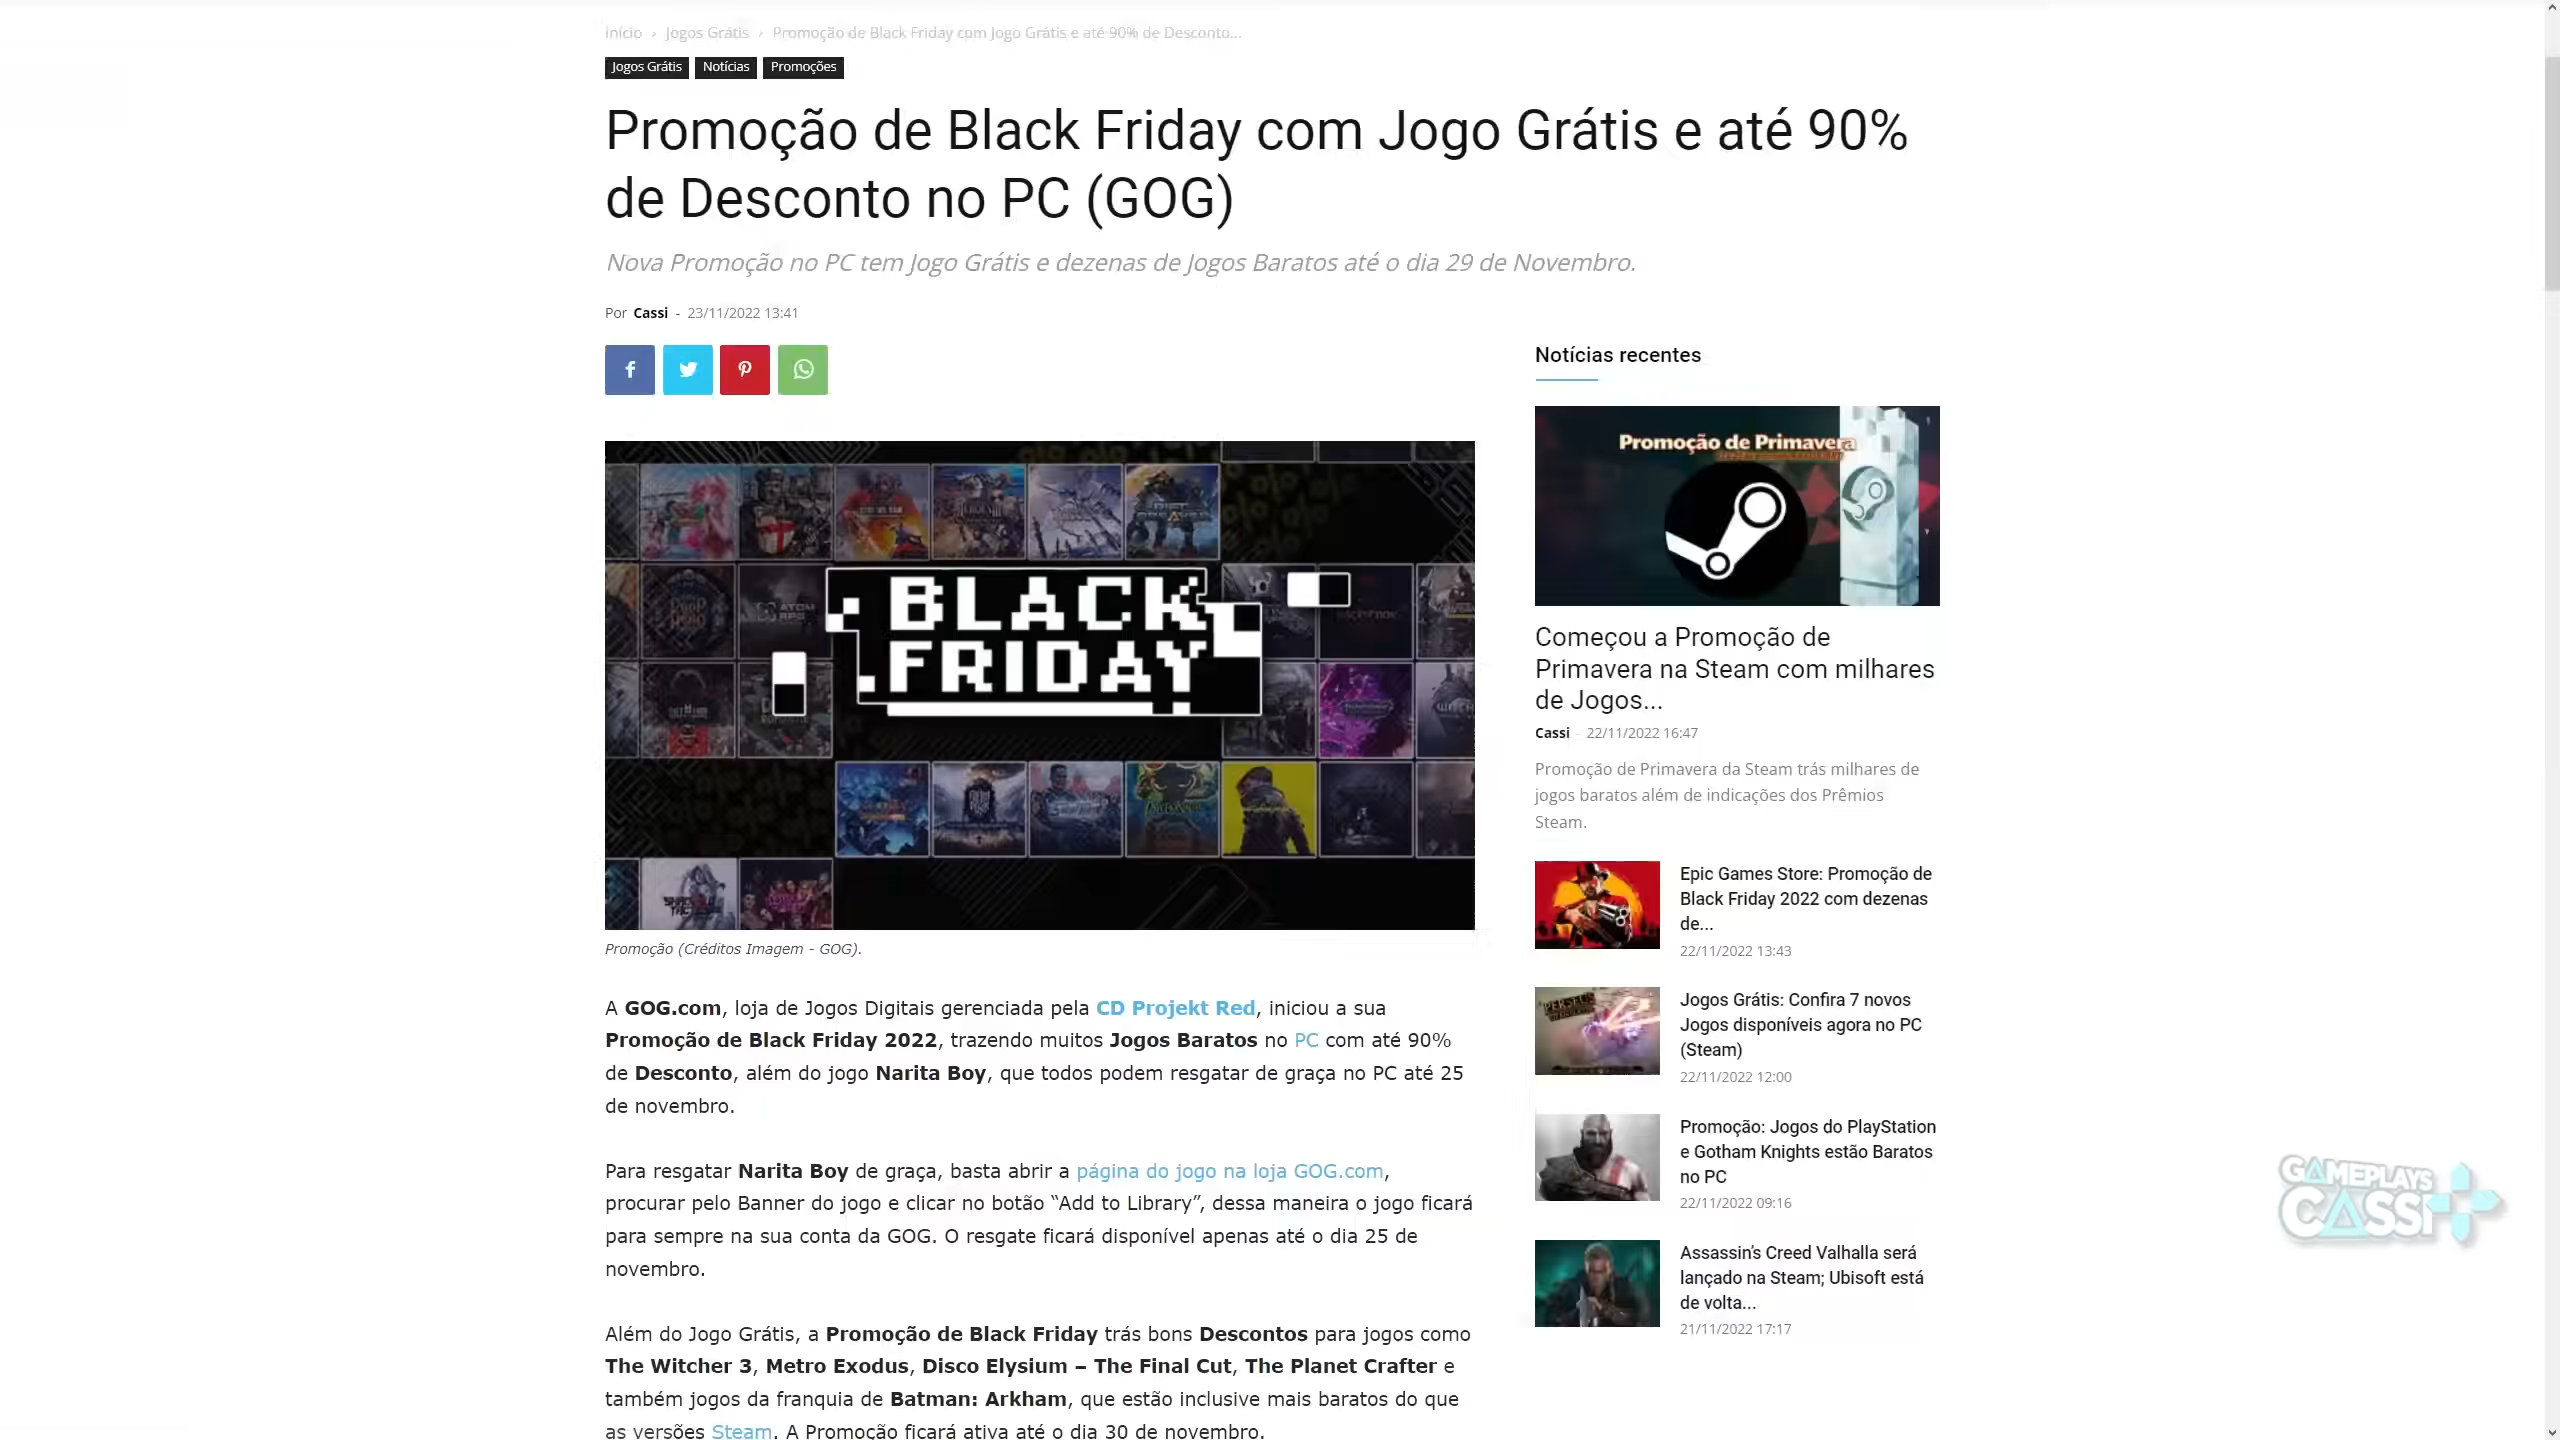 Início › Jogos Grátis › Promoção de Black Friday com Jogo Grátis e até 90% de Desconto...
Jogos Grátis Notícias Promoções
Promoção de Black Friday com Jogo Grátis e até 90%
de Desconto no PC (GOG)
Nova Promoção no PC tem Jogo Grátis e dezenas de Jogos Baratos até o dia 29 de Novembro.
Por Cassi - 23/11/2022 13:41
BLACK
FRIDAY
Promoção (Créditos Imagem - GOG).
A GOG.com, loja de Jogos Digitais gerenciada pela CD Projekt Red, iniciou a sua
Promoção de Black Friday 2022, trazendo muitos Jogos Baratos no PC com até 90%
de Desconto, além do jogo Narita Boy, que todos podem resgatar de graça no PC até 25
de novembro.
Para resgatar Narita Boy de graça, basta abrir a página do jogo na loja GOG.com,
procurar pelo Banner do jogo e clicar no botão “Add to Library”, dessa maneira o jogo ficará
para sempre na sua conta da GOG. O resgate ficará disponível apenas até o dia 25 de
novembro.
Além do Jogo Grátis, a Promoção de Black Friday trás bons Descontos para jogos como
The Witcher 3, Metro Exodus, Disco Elysium – The Final Cut, The Planet Crafter e
também jogos da franquia de Batman: Arkham, que estão inclusive mais baratos do que
as versões Steam. A Promoção ficará ativa até o dia 30 de novembro.
Notícias recentes
Promoção de Primavera
Começou a Promoção de
Primavera na Steam com milhares
de Jogos...
Cassi - 22/11/2022 16:47
Promoção de Primavera da Steam trás milhares de
jogos baratos além de indicações dos Prêmios
Steam.
Epic Games Store: Promoção de
Black Friday 2022 com dezenas
de...
22/11/2022 13:43
Jogos Grátis: Confira 7 novos
Jogos disponíveis agora no PC
(Steam)
22/11/2022 12:00
Promoção: Jogos do PlayStation
e Gotham Knights estão Baratos
no PC
22/11/2022 09:16
Assassin’s Creed Valhalla será
lançado na Steam; Ubisoft está
de volta...
21/11/2022 17:17
GAMEPLAYS
CASSI